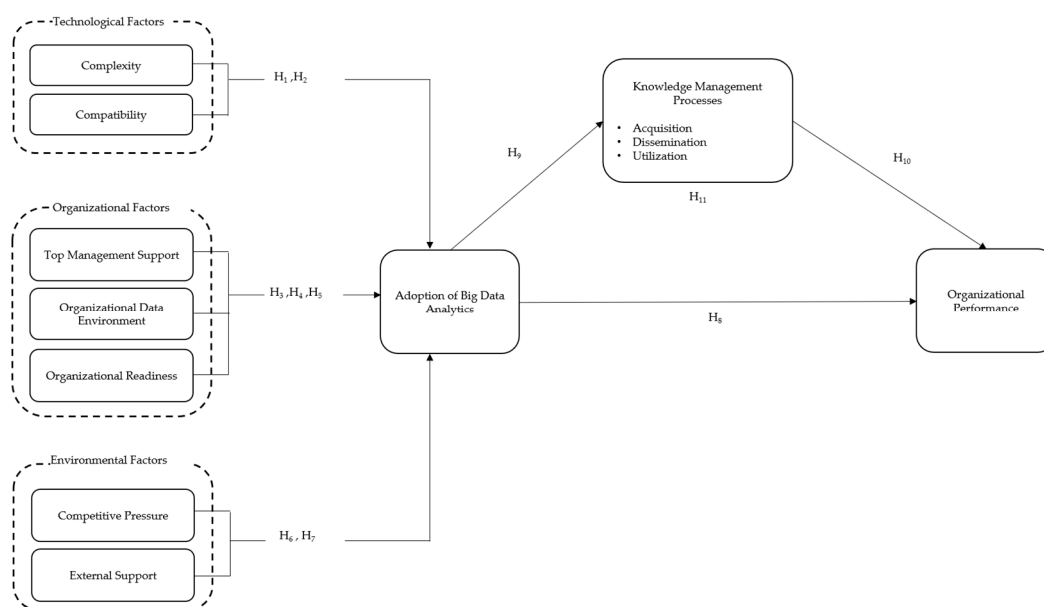 Technological Factors
Complexity
Compatibility
H₁ ,H₂
Organizational Factors
Top Management Support
Organizational Data
Environment
Organizational Readiness
H₃ ,H₄ ,H₅
Environmental Factors
Competitive Pressure
External Support
H₆ , H₇
Adoption of Big Data
Analytics
H₉
Knowledge Management
Processes
• Acquisition
• Dissemination
• Utilization
H₁₁
H₁₀
H₈
Organizational
Performance